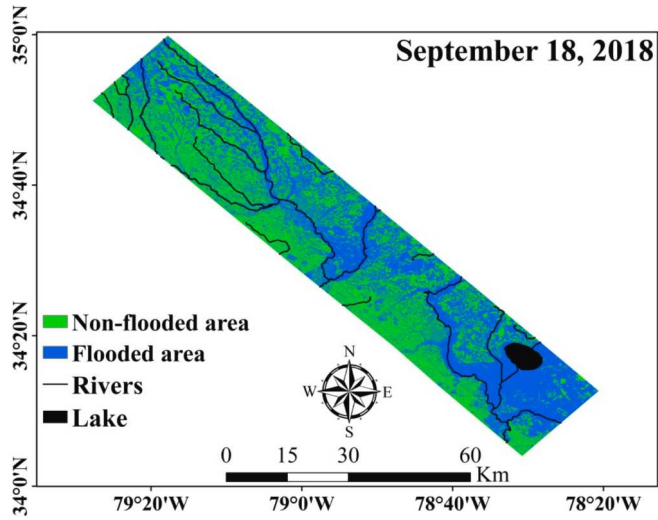 September 18, 2018
35°0'N
34°40'N
34°20'N
34°0'N
Non-flooded area
Flooded area
Rivers
Lake
N
W E
S
0 15 30 60
Km
79°20'W 79°0'W 78°40'W 78°20'W